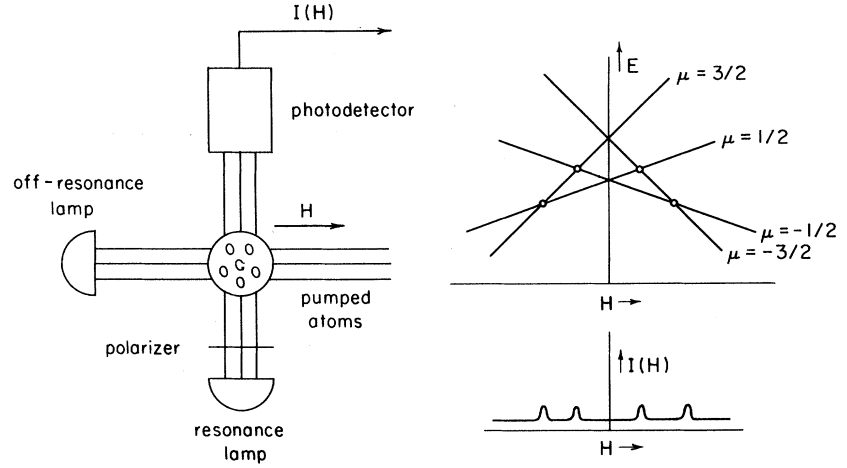 I(H)
photodetector
off-resonance
lamp
H
pumped
atoms
polarizer
resonance
lamp
E
μ = 3/2
μ = 1/2
μ = -1/2
μ = -3/2
H →
I(H)
H →